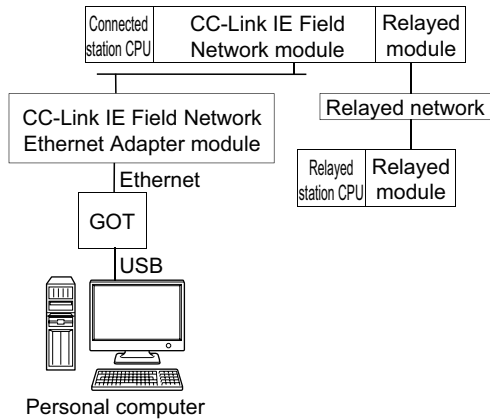 Connected
station CPU
CC-Link IE Field
Network module
Relayed
module
CC-Link IE Field Network
Ethernet Adapter module
Relayed network
Ethernet
Relayed
station CPU
Relayed
module
GOT
USB
Personal computer